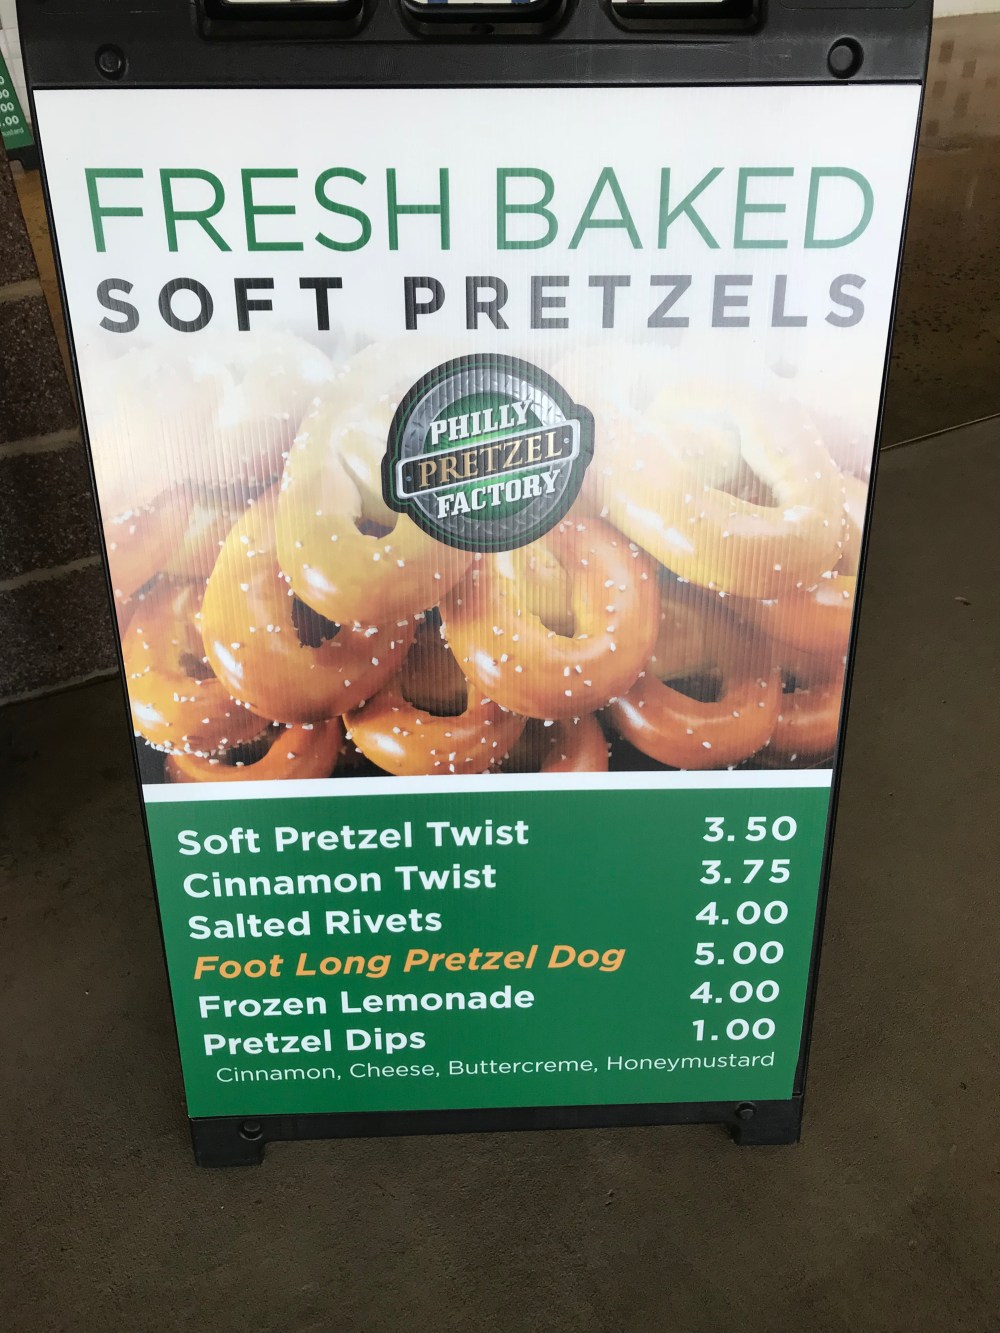 FRESH BAKED
SOFT PRETZELS
PHILLY
PRETZEL
FACTORY
Soft Pretzel Twist 3.50
Cinnamon Twist 3.75
Salted Rivets 4.00
Foot Long Pretzel Dog 5.00
Frozen Lemonade 4.00
Pretzel Dips 1.00
Cinnamon, Cheese, Buttercreme, Honeymustard